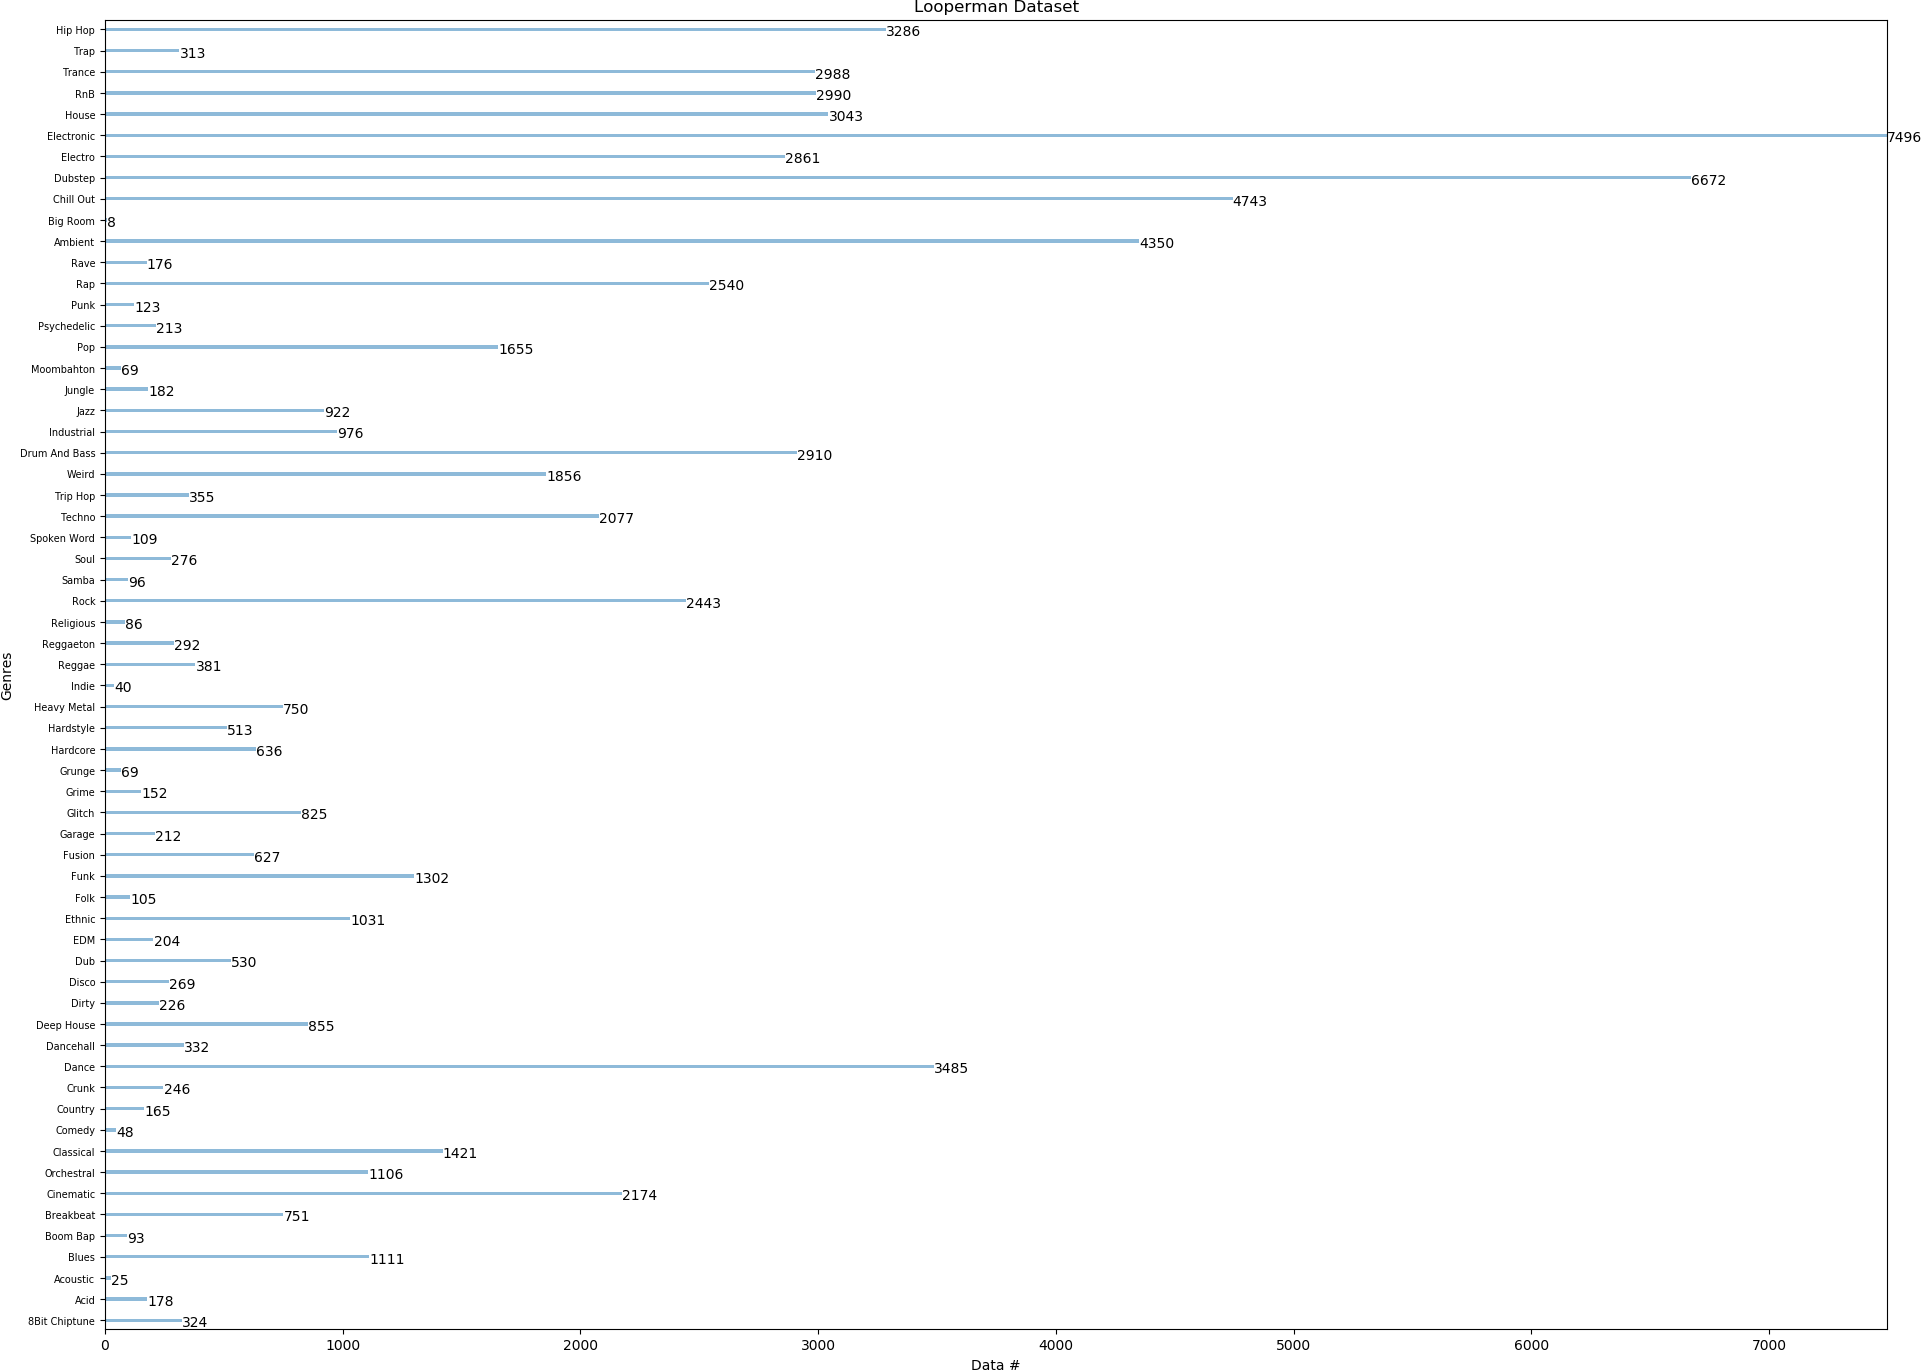 Looperman Dataset
Hip Hop 3286
Trap 313
Trance 2988
RnB 2990
House 3043
Electronic 7496
Electro 2861
Dubstep 6672
Chill Out 4743
Big Room 8
Ambient 4350
Rave 176
Rap 2540
Punk 123
Psychedelic 213
Pop 1655
Moombahton 69
Jungle 182
Jazz 922
Industrial 976
Drum And Bass 2910
Weird 1856
Trip Hop 355
Techno 2077
Spoken Word 109
Soul 276
Samba 96
Rock 2443
Religious 86
Reggaeton 292
Reggae 381
Genres
Indie 40
Heavy Metal 750
Hardstyle 513
Hardcore 636
Grunge 69
Grime 152
Glitch 825
Garage 212
Fusion 627
Funk 1302
Folk 105
Ethnic 1031
EDM 204
Dub 530
Disco 269
Dirty 226
Deep House 855
Dancehall 332
Dance 3485
Crunk 246
Country 165
Comedy 48
Classical 1421
Orchestral 1106
Cinematic 2174
Breakbeat 751
Boom Bap 93
Blues 1111
Acoustic 25
Acid 178
8Bit Chiptune 324
0 1000 2000 3000 4000 5000 6000 7000
Data #